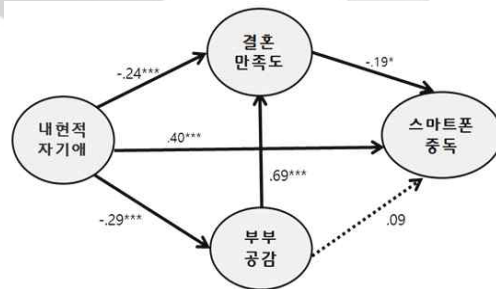 결혼
만족도
-.24***
-.19*
내현적
자기애
.40***
스마트폰
중독
.69***
-.29***
부부
공감
.09